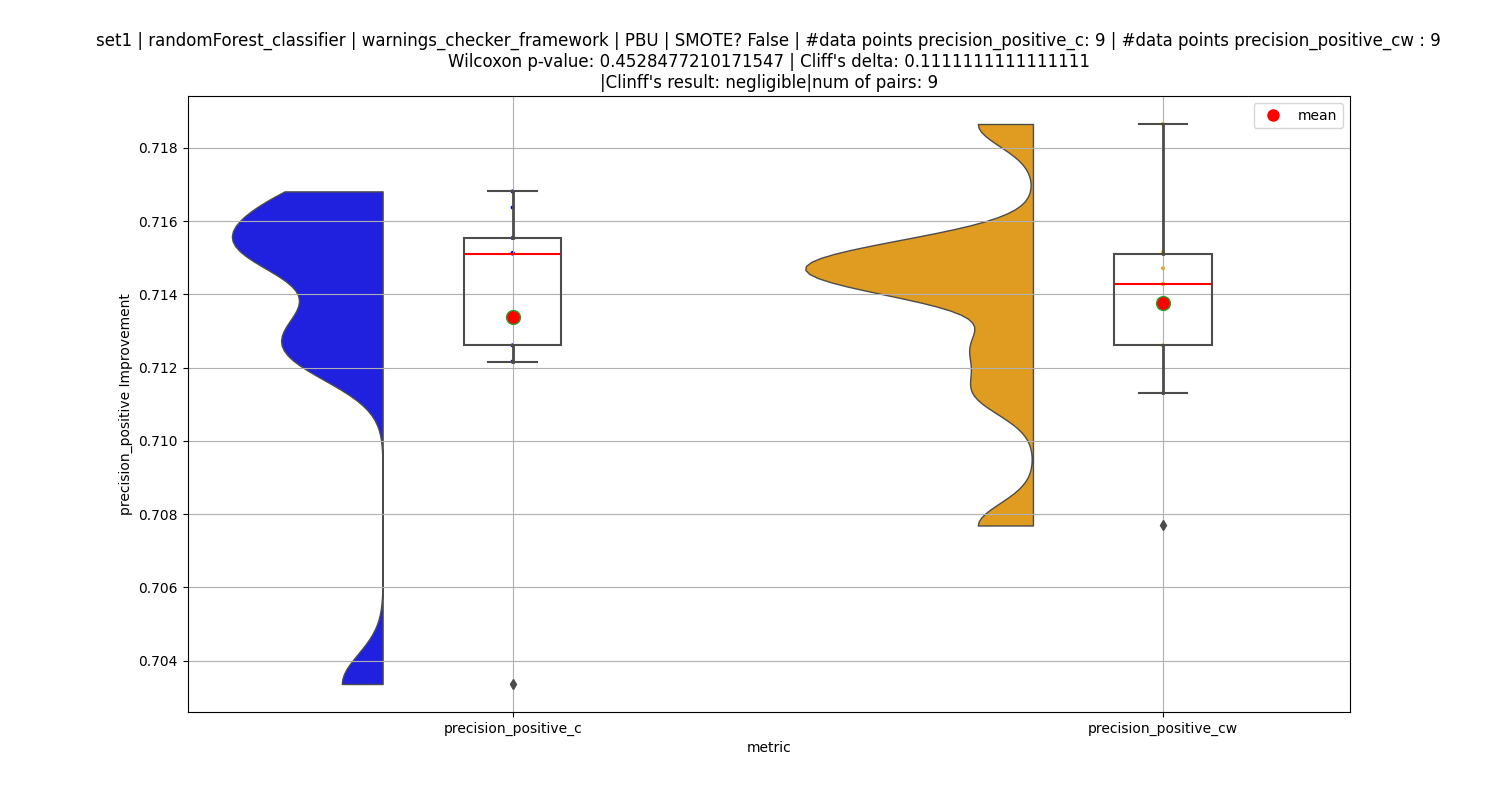 set1 | randomForest_classifier | warnings_checker_framework | PBU | SMOTE? False | #data points precision_positive_c: 9 | #data points precision_positive_cw : 9
Wilcoxon p-value: 0.4528477210171547 | Cliff's delta: 0.1111111111111111
|Clinff's result: negligible|num of pairs: 9
mean
0.718
0.716
0.714
0.712
0.710
0.708
0.706
0.704
precision_positive Improvement
precision_positive_c
precision_positive_cw
metric